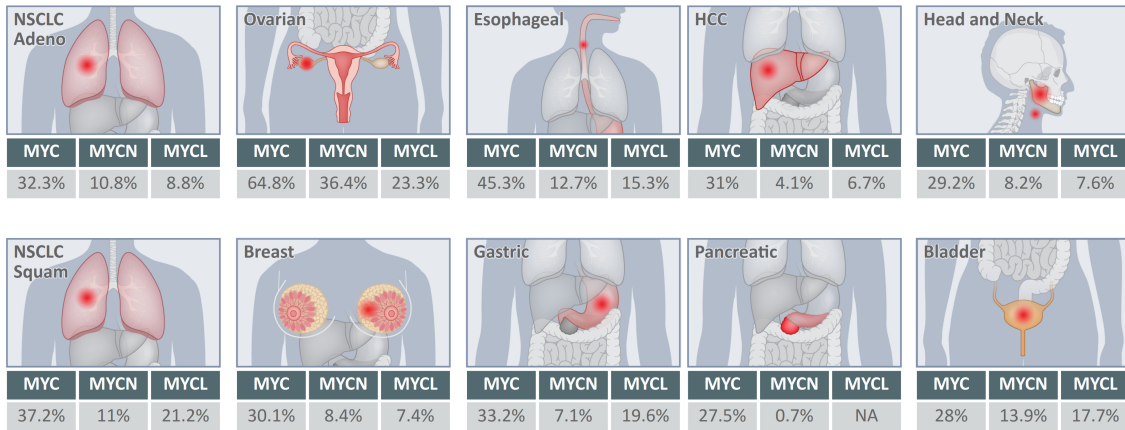 NSCLC
Adeno
Ovarian
Esophageal
HCC
Head and Neck
MYC MYCN MYCL
32.3% 10.8% 8.8%
MYC MYCN MYCL
64.8% 36.4% 23.3%
MYC MYCN MYCL
45.3% 12.7% 15.3%
MYC MYCN MYCL
31% 4.1% 6.7%
MYC MYCN MYCL
29.2% 8.2% 7.6%
NSCLC
Squam
Breast
Gastric
Pancreatic
Bladder
MYC MYCN MYCL
37.2% 11% 21.2%
MYC MYCN MYCL
30.1% 8.4% 7.4%
MYC MYCN MYCL
33.2% 7.1% 19.6%
MYC MYCN MYCL
27.5% 0.7% NA
MYC MYCN MYCL
28% 13.9% 17.7%